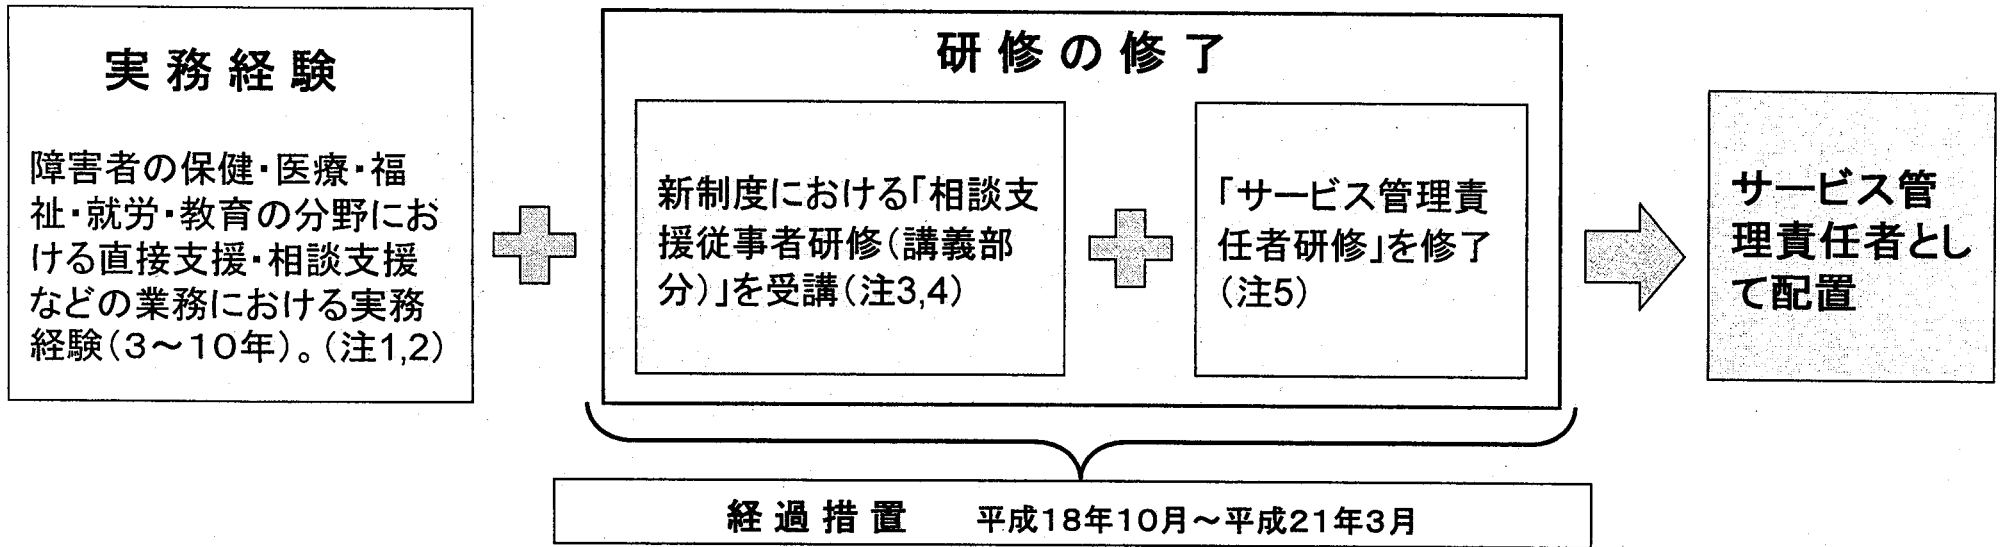 実務経験
障害者の保健・医療・福
祉・就労・教育の分野にお
ける直接支援・相談支援
などの業務における実務
経験(3～10年)。(注1,2)
研修の修了
新制度における「相談支
援従事者研修(講義部
分)」を受講(注3,4)
「サービス管理責
任者研修」を修了
(注5)
サービス管
理責任者とし
て配置
経過措置　平成18年10月～平成21年3月